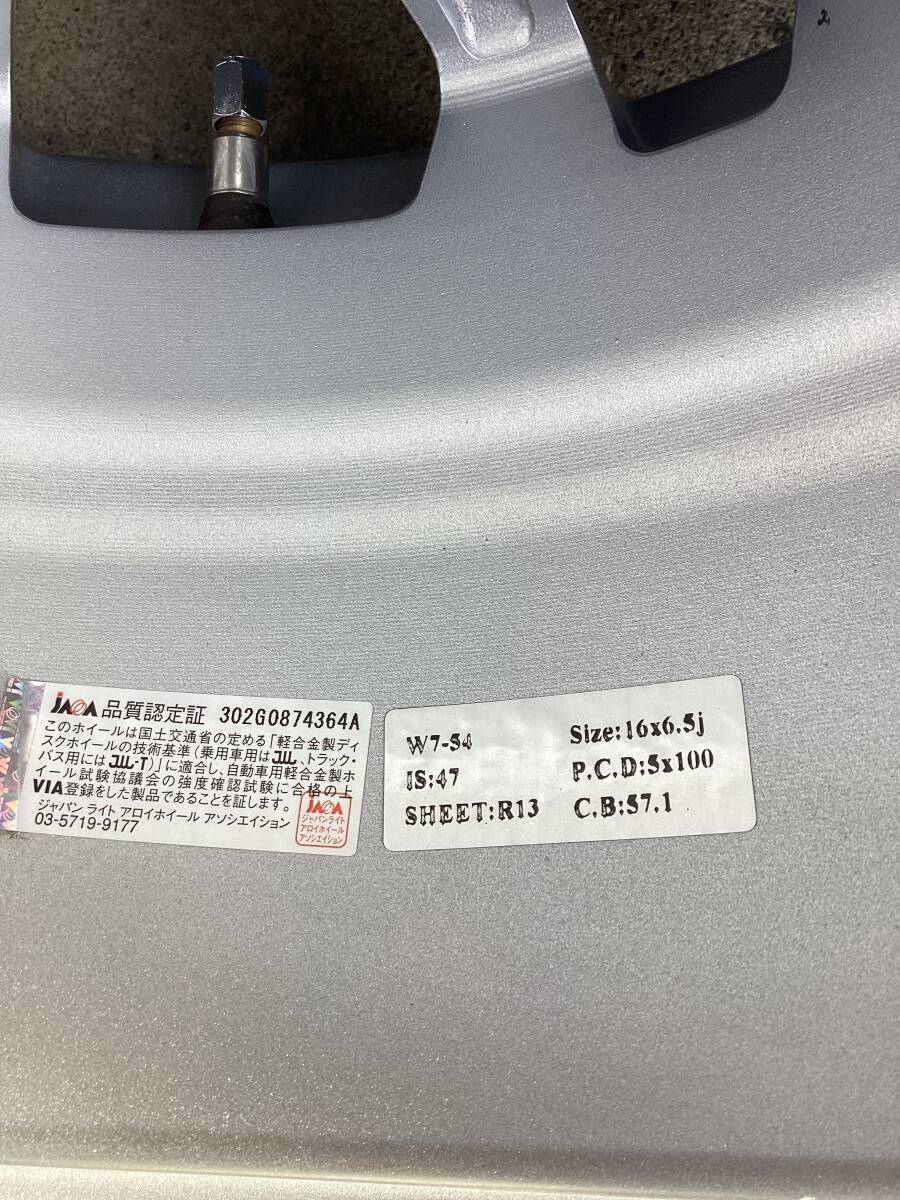 JAWA 品質認定証 302G0874364A
このホイールは国土交通省の定める「軽合金製ディ
スクホイールの技術基準(乗用車用はJWL、トラック・
バス用にはJWL-T)」に適合し、自動車用軽合金製ホ
イール試験協議会の強度確認試験に合格の上
VIA登録をした製品であることを証します。
ジャパン ライト アロイホイール アソシエイション
03-5719-9177
JAWA
ジャパンライト
アロイホイール
アソシエイション
W7-54
IS:47
SHEET:R13
Size:16x6.5j
P.C.D:5x100
C.B:57.1